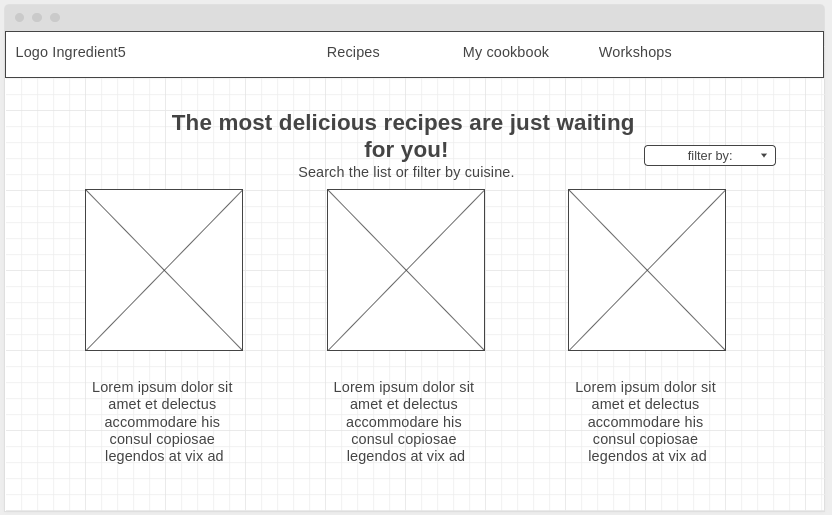 Logo Ingredient5 Recipes My cookbook Workshops
The most delicious recipes are just waiting
for you!
filter by:
Search the list or filter by cuisine.
Lorem ipsum dolor sit
amet et delectus
accommodare his
consul copiosae
legendos at vix ad
Lorem ipsum dolor sit
amet et delectus
accommodare his
consul copiosae
legendos at vix ad
Lorem ipsum dolor sit
amet et delectus
accommodare his
consul copiosae
legendos at vix ad